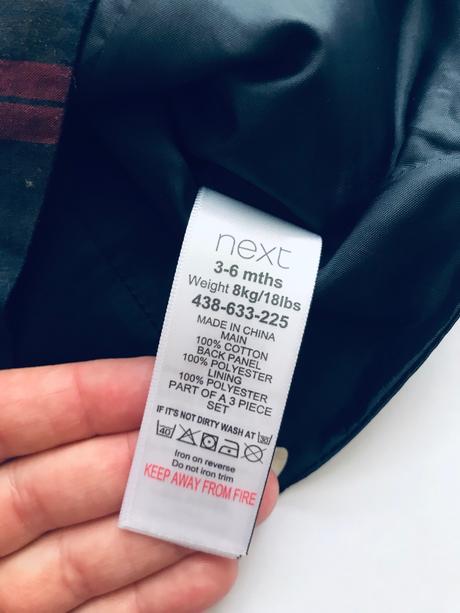 next
3-6 mths
Weight 8kg/18lbs
438-633-225
MADE IN CHINA
MAIN
100% COTTON
BACK PANEL
100% POLYESTER
LINING
100% POLYESTER
PART OF A 3 PIECE
SET
IF IT'S NOT DIRTY WASH AT 30
40
Iron on reverse
Do not iron trim
KEEP AWAY FROM FIRE